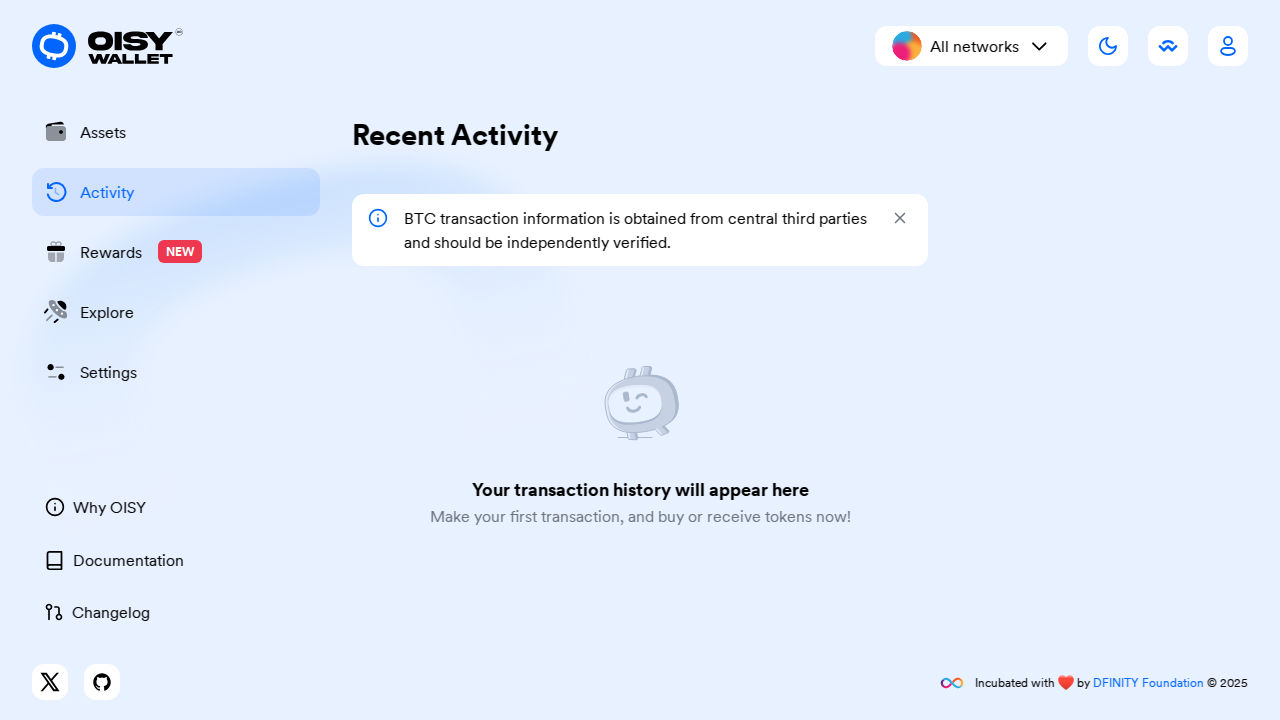 OISY
WALLET
All networks
Assets
Activity
Rewards NEW
Explore
Settings
Why OISY
Documentation
Changelog
Recent Activity
BTC transaction information is obtained from central third parties
and should be independently verified.
Your transaction history will appear here
Make your first transaction, and buy or receive tokens now!
Incubated with ❤️ by DFINITY Foundation © 2025